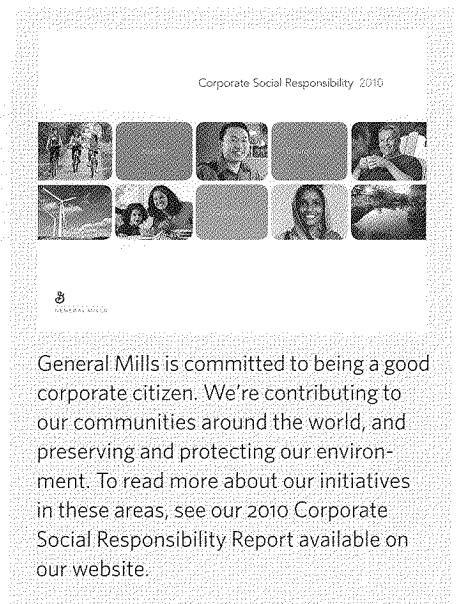 Corporate Social Responsibility 2010
GENERAL MILLS
General Mills is committed to being a good
corporate citizen. We're contributing to
our communities around the world, and
preserving and protecting our environ-
ment. To read more about our initiatives
in these areas, see our 2010 Corporate
Social Responsibility Report available on
our website.